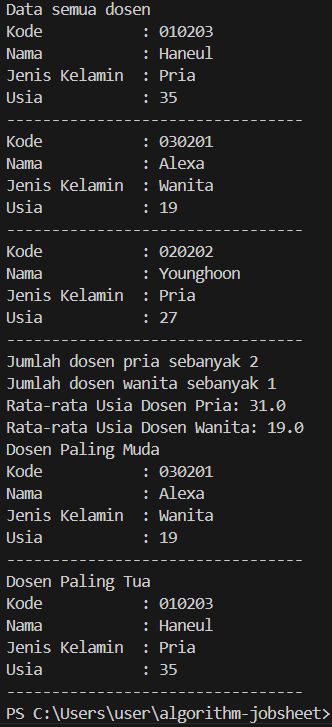 Data semua dosen
Kode           : 010203
Nama           : Haneul
Jenis Kelamin  : Pria
Usia           : 35
---------------------------------
Kode           : 030201
Nama           : Alexa
Jenis Kelamin  : Wanita
Usia           : 19
---------------------------------
Kode           : 020202
Nama           : Younghoon
Jenis Kelamin  : Pria
Usia           : 27
---------------------------------
Jumlah dosen pria sebanyak 2
Jumlah dosen wanita sebanyak 1
Rata-rata Usia Dosen Pria: 31.0
Rata-rata Usia Dosen Wanita: 19.0
Dosen Paling Muda
Kode           : 030201
Nama           : Alexa
Jenis Kelamin  : Wanita
Usia           : 19
---------------------------------
Dosen Paling Tua
Kode           : 010203
Nama           : Haneul
Jenis Kelamin  : Pria
Usia           : 35
---------------------------------
PS C:\Users\user\algorithm-jobsheet>